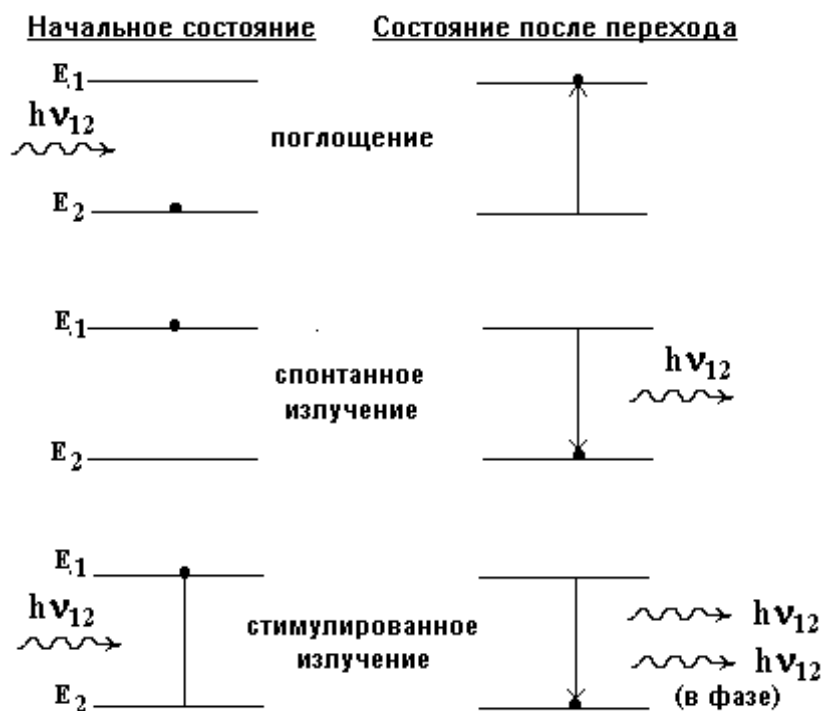 Начальное состояние Состояние после перехода
E1
hν12
поглощение
E2
E1
спонтанное
излучение
hν12
E2
E1
hν12
стимулированное
излучение
hν12
hν12
(в фазе)
E2